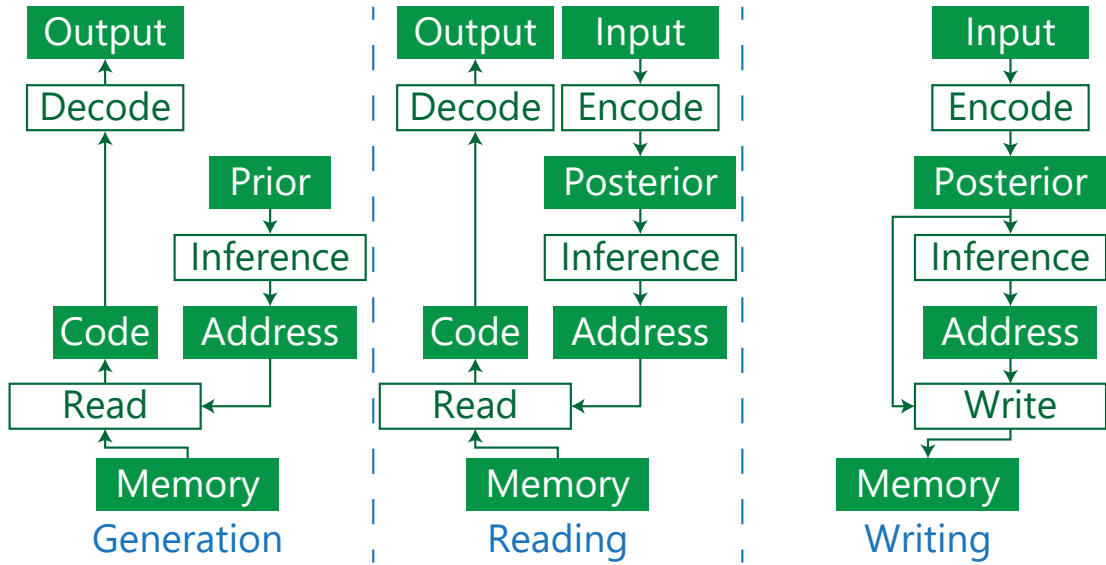 Output
Decode
Prior
Inference
Code
Address
Read
Memory
Generation
Output
Input
Decode
Encode
Posterior
Inference
Code
Address
Read
Memory
Reading
Input
Encode
Posterior
Inference
Address
Write
Memory
Writing